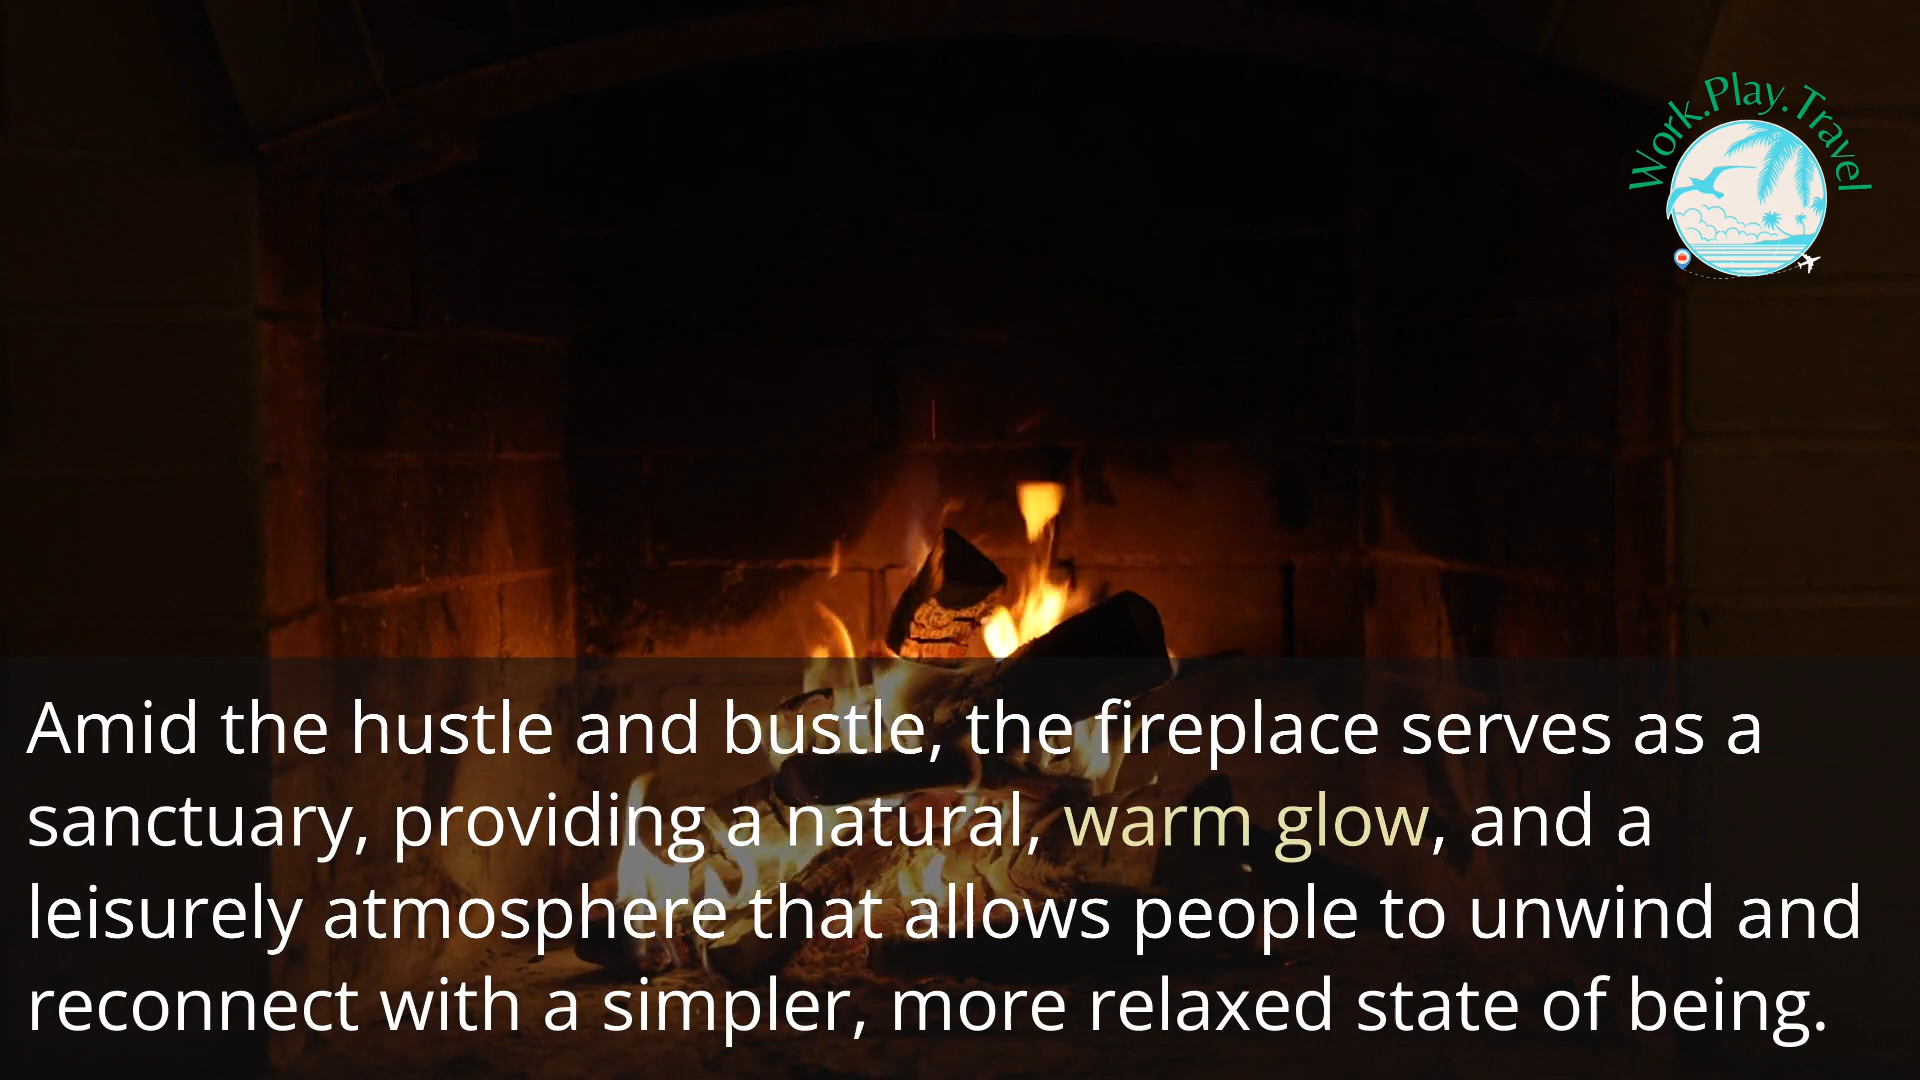 Work.Play.Travel
Amid the hustle and bustle, the fireplace serves as a
sanctuary, providing a natural, warm glow, and a
leisurely atmosphere that allows people to unwind and
reconnect with a simpler, more relaxed state of being.